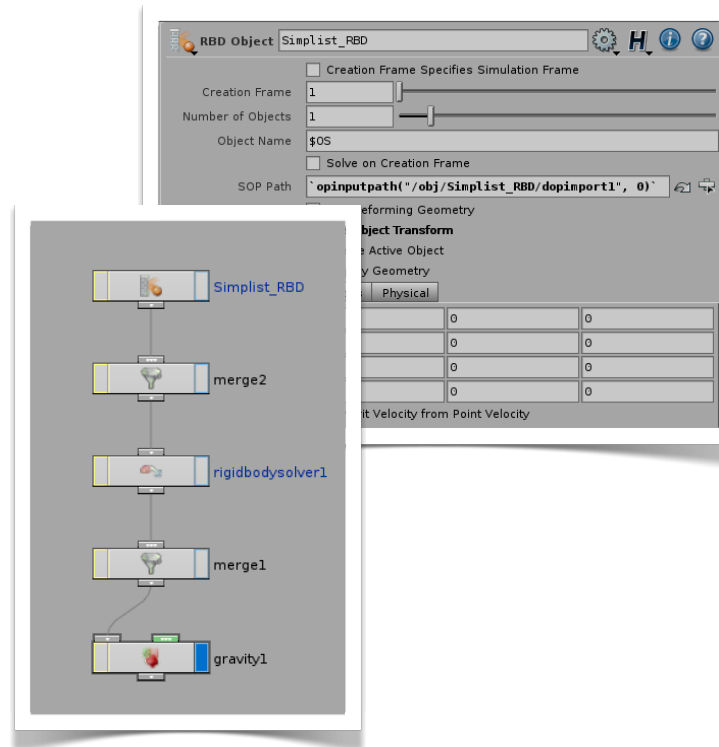 RBD Object Simplist_RBD
Creation Frame Specifies Simulation Frame
Creation Frame 1
Number of Objects 1
Object Name $OS
Solve on Creation Frame
SOP Path `opinputpath("/obj/Simplist_RBD/dopimport1", 0)`
eforming Geometry
bject Transform
Active Object
Geometry
Physical
0 0
0 0
0 0
0 0
it Velocity from Point Velocity
Simplist_RBD
merge2
rigidbodysolver1
merge1
gravity1